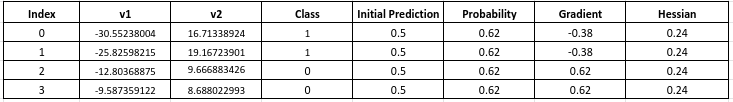 Index v1 v2 Class Initial Prediction Probability Gradient Hessian
0 -30.55238004 16.71338924 1 0.5 0.62 -0.38 0.24
1 -25.82598215 19.16723901 1 0.5 0.62 -0.38 0.24
2 -12.80368875 9.666883426 0 0.5 0.62 0.62 0.24
3 -9.587359122 8.688022993 0 0.5 0.62 0.62 0.24